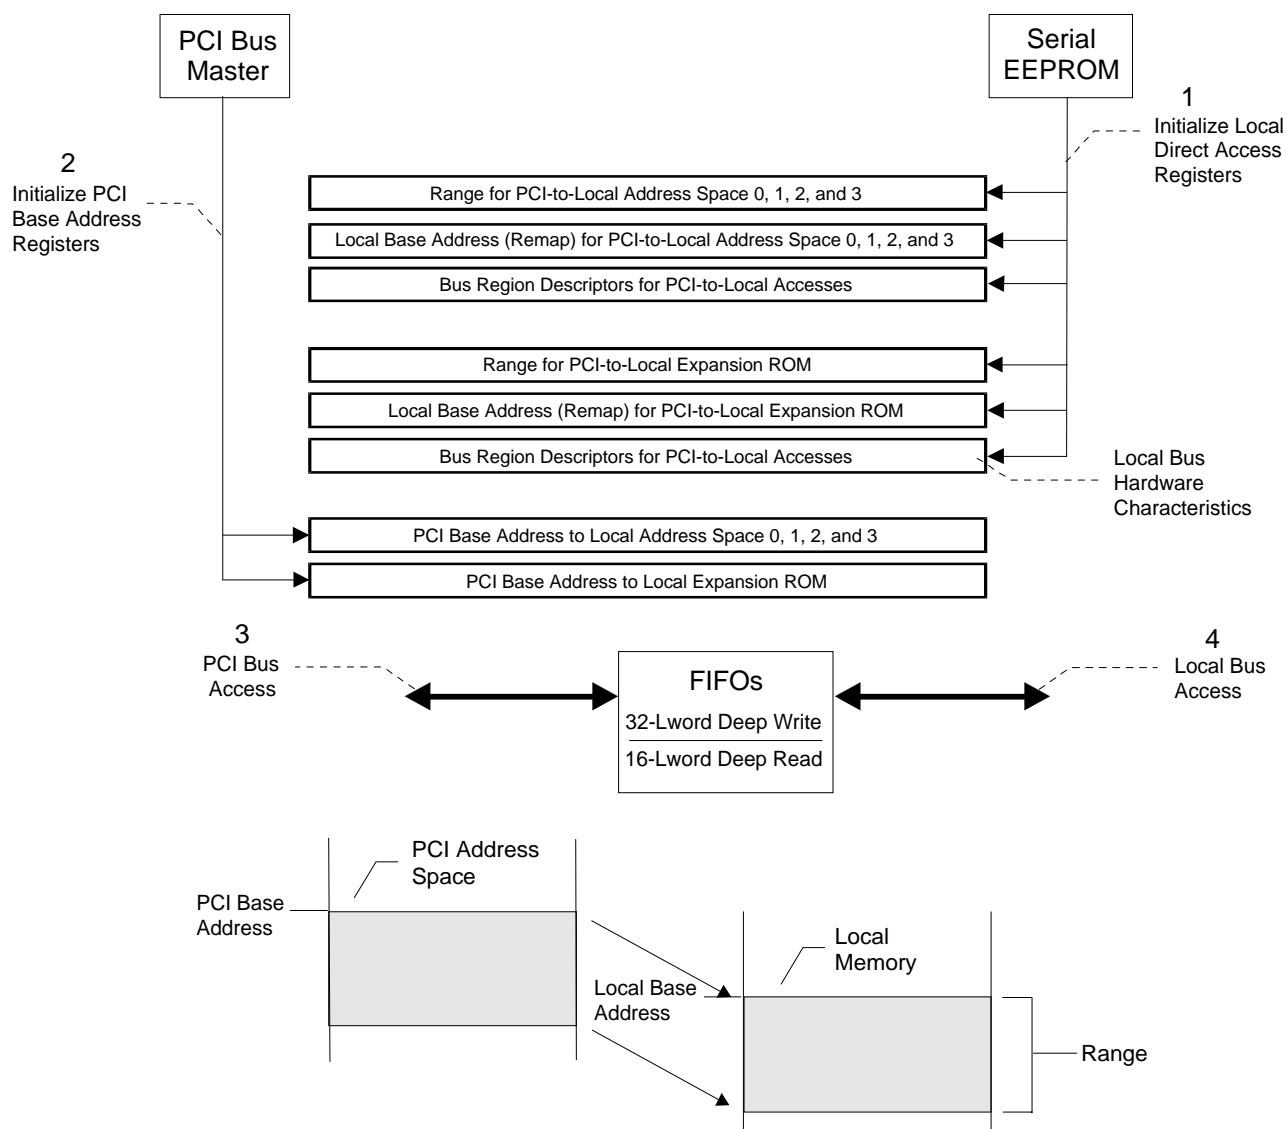 PCI Bus
Master
Serial
EEPROM
1
Initialize Local
Direct Access
Registers
2
Initialize PCI
Base Address
Registers
Range for PCI-to-Local Address Space 0, 1, 2, and 3
Local Base Address (Remap) for PCI-to-Local Address Space 0, 1, 2, and 3
Bus Region Descriptors for PCI-to-Local Accesses
Range for PCI-to-Local Expansion ROM
Local Base Address (Remap) for PCI-to-Local Expansion ROM
Bus Region Descriptors for PCI-to-Local Accesses
Local Bus
Hardware
Characteristics
PCI Base Address to Local Address Space 0, 1, 2, and 3
PCI Base Address to Local Expansion ROM
3
PCI Bus
Access
FIFOs
32-Lword Deep Write
16-Lword Deep Read
4
Local Bus
Access
PCI Address
Space
PCI Base
Address
Local
Memory
Local Base
Address
Range